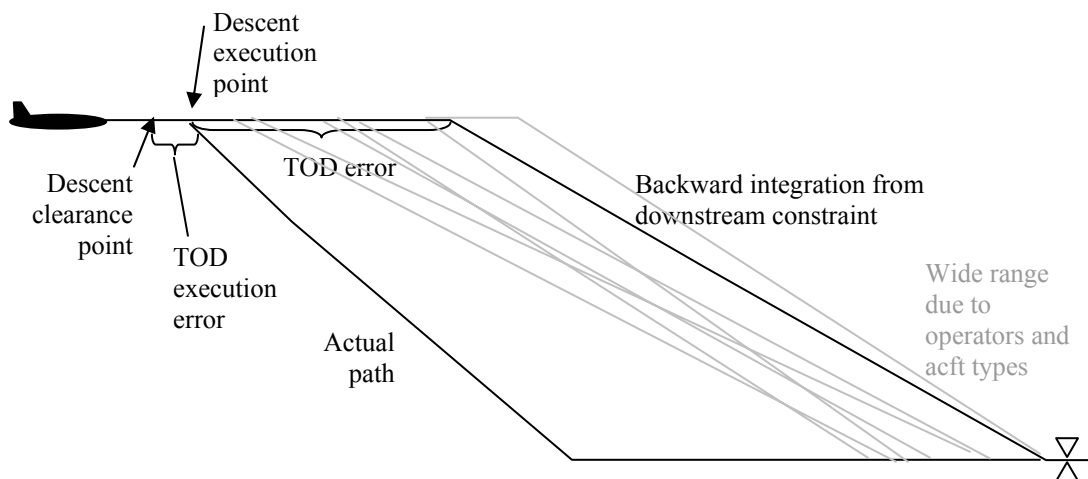 Descent
execution
point
TOD error
Descent
clearance
point
TOD
execution
error
Backward integration from
downstream constraint
Actual
path
Wide range
due to
operators and
acft types